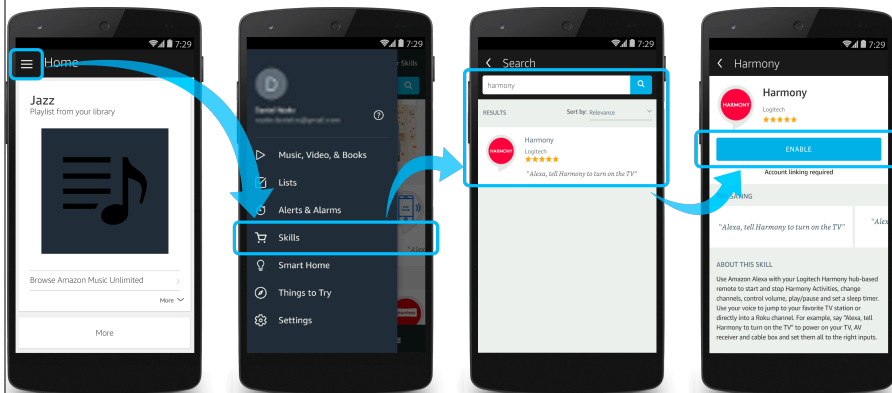 7:29
Home
Jazz
Playlist from your library
Browse Amazon Music Unlimited
More
More
7:29
Skills
D
Music, Video, & Books
Lists
Alerts & Alarms
Skills
Smart Home
Things to Try
Settings
"Alexa
7:29
Search
harmony
RESULTS
Sort by: Relevance
HARMONY
Harmony
Logitech
"Alexa, tell Harmony to turn on the TV"
7:29
Harmony
HARMONY
Harmony
Logitech
ENABLE
Account linking required
"Alexa, tell Harmony to turn on the TV"
"Alex
ABOUT THIS SKILL
Use Amazon Alexa with your Logitech Harmony hub-based
remote to start and stop Harmony Activities, change
channels, control volume, play/pause and set a sleep timer.
Use your voice to jump to your favorite TV station or
directly into a Roku channel. For example, say "Alexa, tell
Harmony to turn on the TV" to power on your TV, AV
receiver and cable box and set them all to the right inputs.